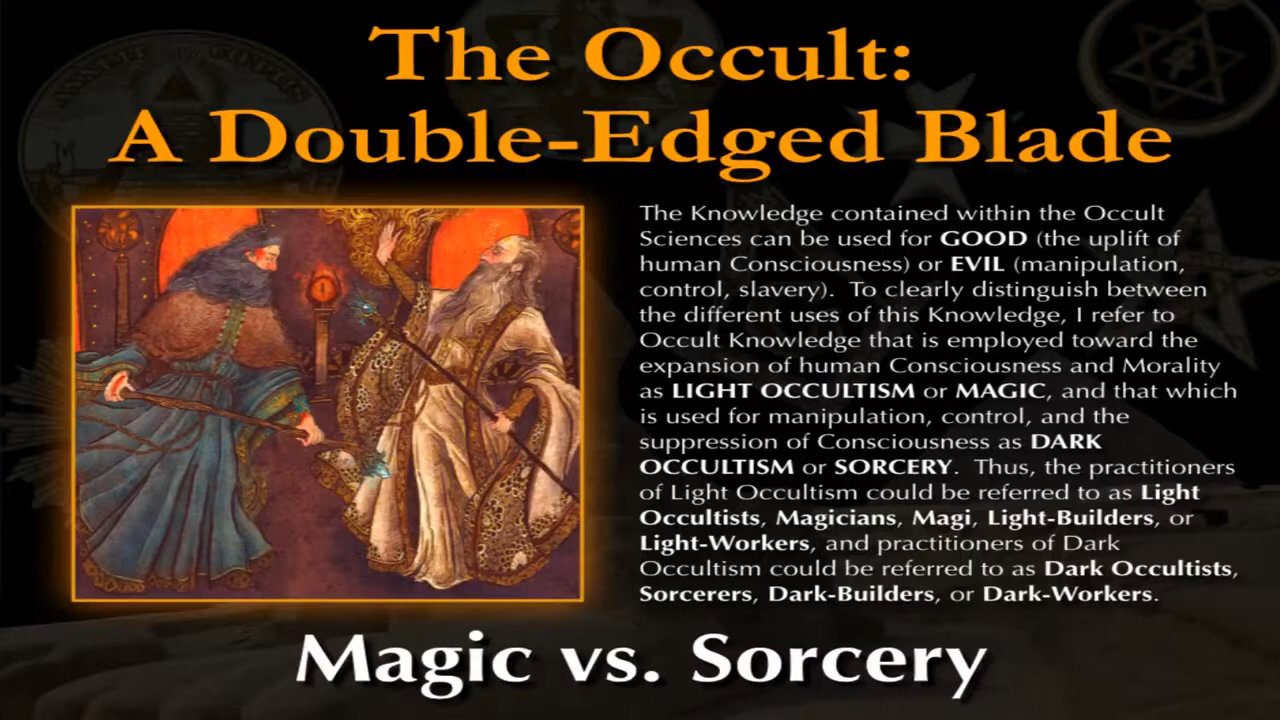 The Occult:
A Double-Edged Blade
The Knowledge contained within the Occult
Sciences can be used for GOOD (the uplift of
human Consciousness) or EVIL (manipulation,
control, slavery).  To clearly distinguish between
the different uses of this Knowledge, I refer to
Occult Knowledge that is employed toward the
expansion of human Consciousness and Morality
as LIGHT OCCULTISM or MAGIC, and that which
is used for manipulation, control, and the
suppression of Consciousness as DARK
OCCULTISM or SORCERY.  Thus, the practitioners
of Light Occultism could be referred to as Light
Occultists, Magicians, Magi, Light-Builders, or
Light-Workers, and practitioners of Dark
Occultism could be referred to as Dark Occultists,
Sorcerers, Dark-Builders, or Dark-Workers.
Magic vs. Sorcery